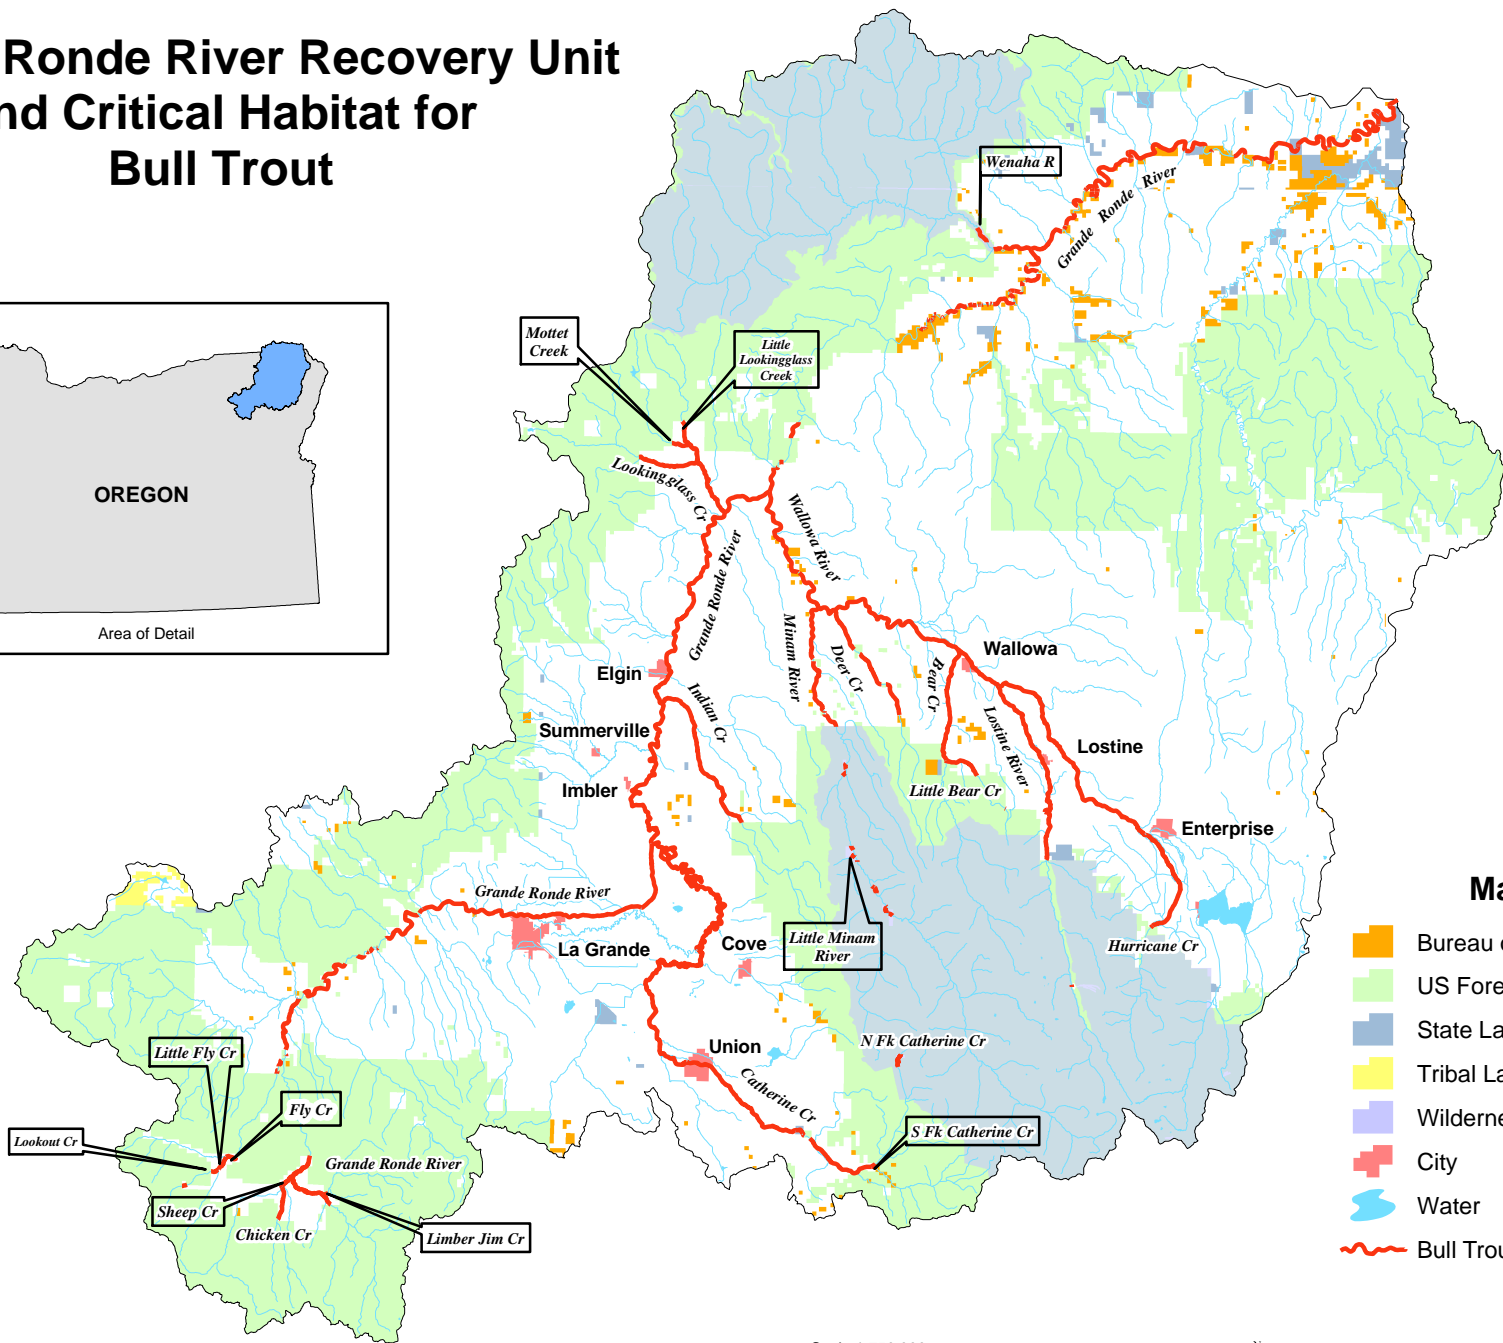 Ronde River Recovery Unit
nd Critical Habitat for
Bull Trout
Wenaha R
Grande Ronde River
Mottet
Creek
Little
Lookingglass
Creek
OREGON
Area of Detail
Lookingglass Cr
Wallowa River
Grande Ronde River
Minam River
Deer Cr
Bear Cr
Wallowa
Elgin
Indian Cr
Lostine River
Summerville
Lostine
Imbler
Little Bear Cr
Enterprise
Grande Ronde River
La Grande
Cove
Little Minam
River
Hurricane Cr
Union
N Fk Catherine Cr
Catherine Cr
S Fk Catherine Cr
Little Fly Cr
Fly Cr
Lookout Cr
Grande Ronde River
Sheep Cr
Chicken Cr
Limber Jim Cr
Ma
Bureau
US Fore
State La
Tribal La
Wilderne
City
Water
Bull Trou